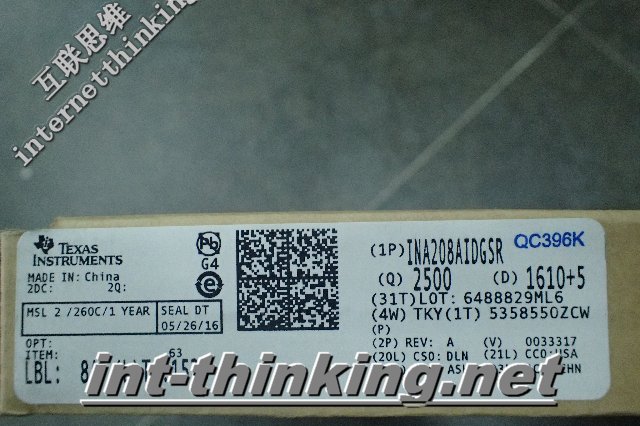 互联思维
internetthinking
TEXAS
INSTRUMENTS
MADE IN: China
2DC: 2Q:
MSL 2 /260C/1 YEAR
SEAL DT
05/26/16
OPT:
ITEM: 63
LBL:
Pb
G4
e
(1P) INA208AIDGSR QC396K
(Q) 2500 (D) 1610+5
(31T) LOT: 6488829ML6
(4W) TKY (1T) 5358550ZCW
(P)
(2P) REV: A (V) 0033317
(20L) CSO: DLN (21L) CCO: USA
int-thinking.net